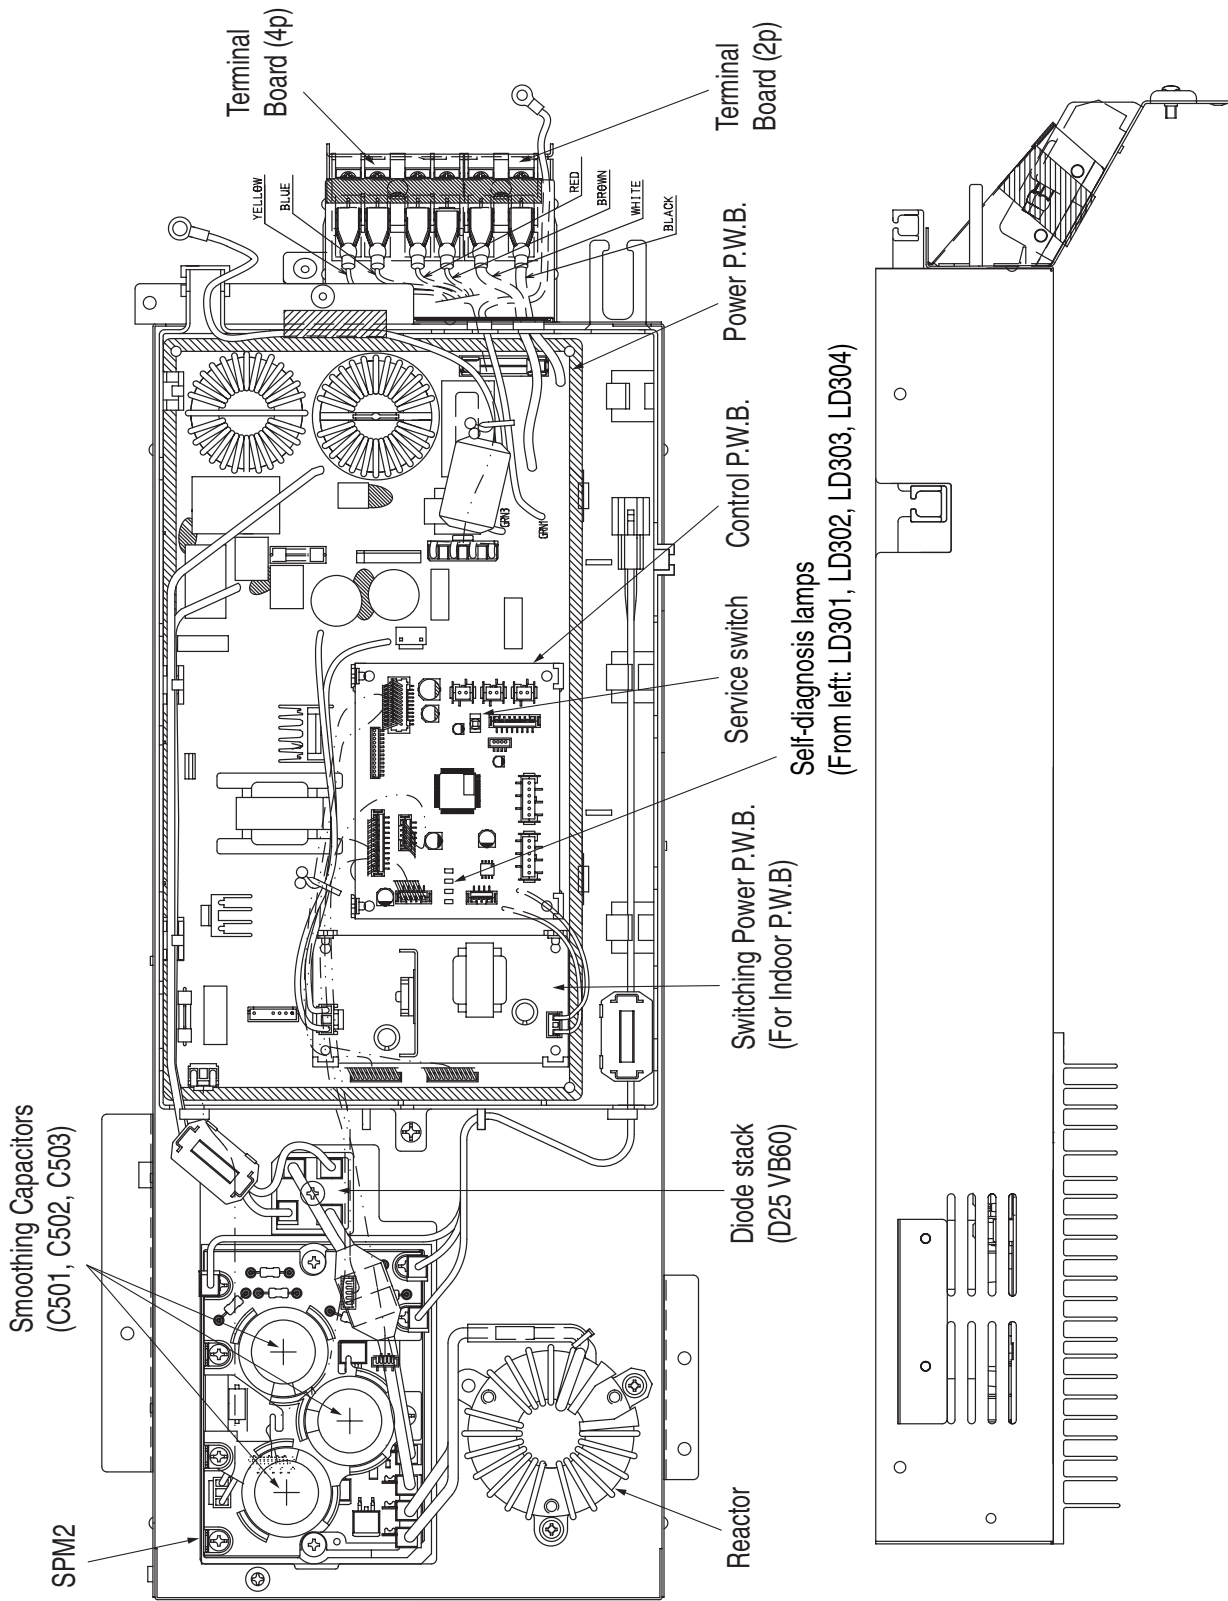 SPM2
Smoothing Capacitors
(C501, C502, C503)
Terminal
Board (4p)
YELLOW
BLUE
RED
BROWN
WHITE
BLACK
GRN3
GRN1
Reactor
Diode stack
(D25 VB60)
Switching Power P.W.B.
(For Indoor P.W.B)
Self-diagnosis lamps
(From left: LD301, LD302, LD303, LD304)
Service switch
Control P.W.B.
Power P.W.B.
Terminal
Board (2p)